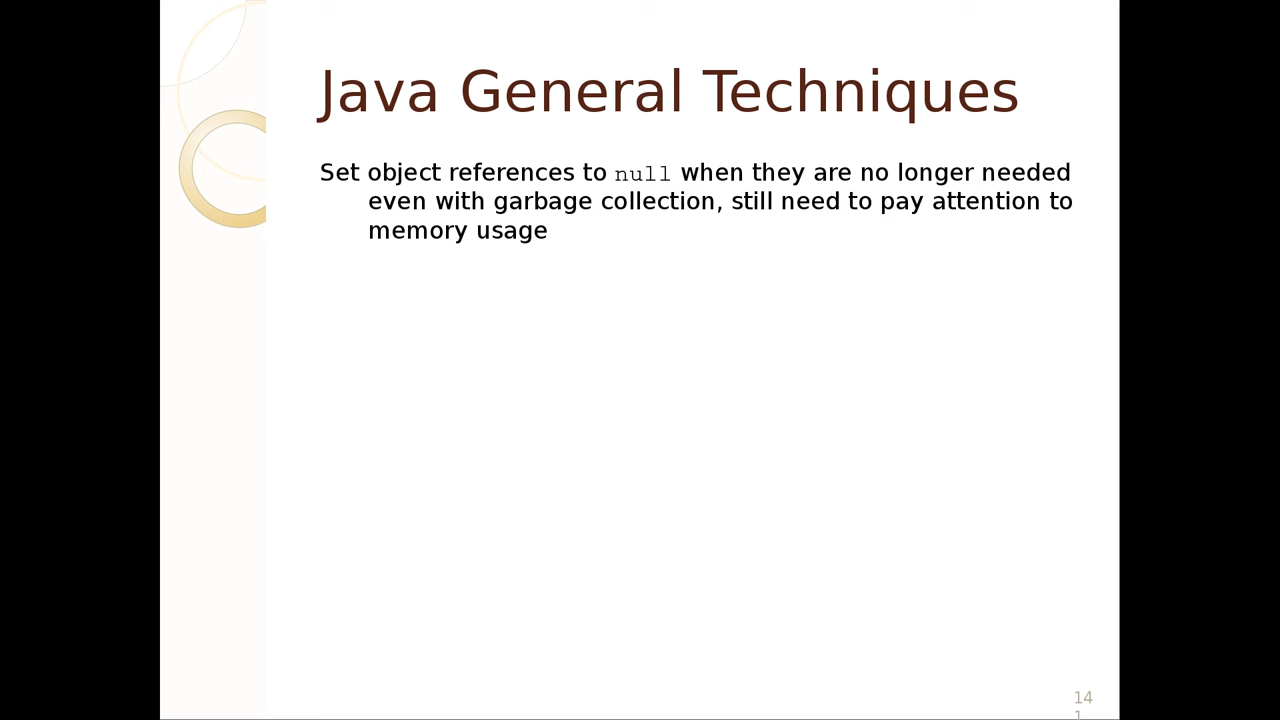 Java General Techniques
Set object references to null when they are no longer needed
even with garbage collection, still need to pay attention to
memory usage
14
1